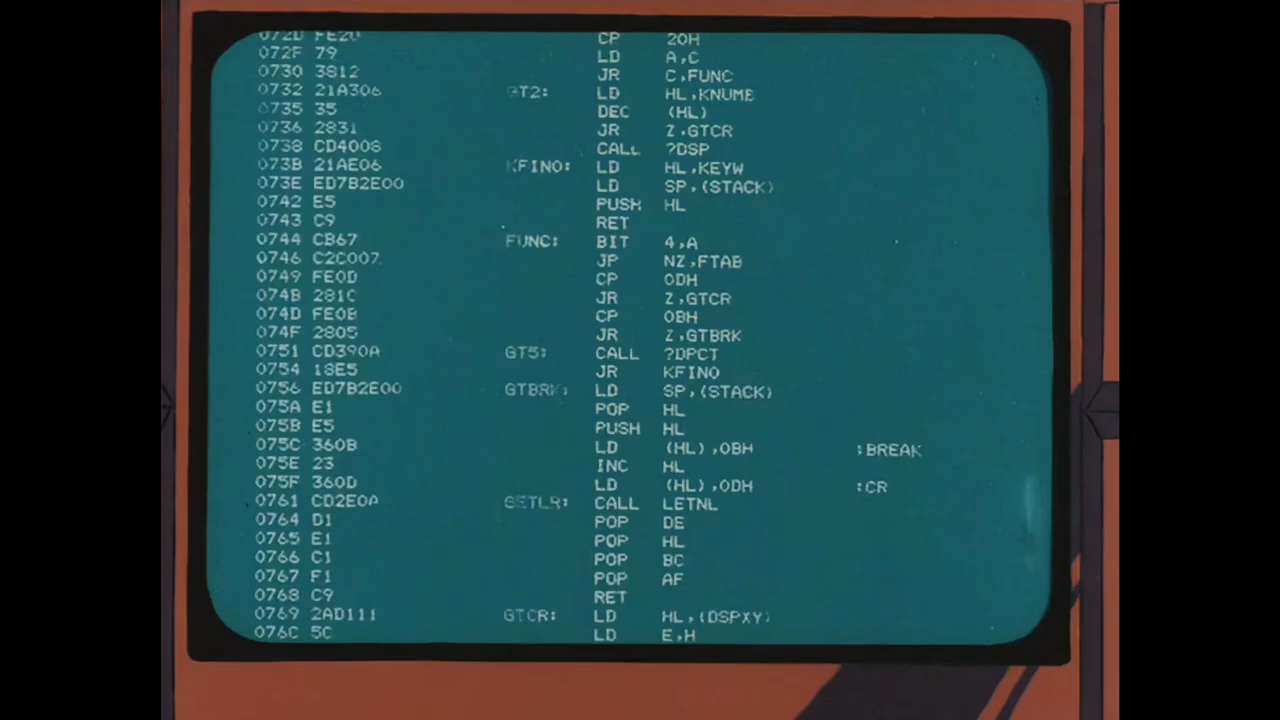 072D FE20 CP 20H
072F 79 LD A,C
0730 3812 JR C,FUNC
0732 21A306 GT2: LD HL,KNUMB
0735 35 DEC (HL)
0736 2831 JR Z,GTCR
0738 CD4008 CALL ?DSP
073B 21AE06 KFINO: LD HL,KEYW
073E ED7B2E00 LD SP,(STACK)
0742 E5 PUSH HL
0743 C9 RET
0744 CB67 FUNC: BIT 4,A
0746 C2C007 JP NZ,FTAB
0749 FE0D CP 0DH
074B 281C JR Z,GTCR
074D FE0B CP 0BH
074F 2805 JR Z,GTBRK
0751 CD390A GT5: CALL ?DPCT
0754 18E5 JR KFINO
0756 ED7B2E00 GTBRK: LD SP,(STACK)
075A E1 POP HL
075B E5 PUSH HL
075C 360B LD (HL),0BH ;BREAK
075E 23 INC HL
075F 360D LD (HL),0DH ;CR
0761 CD2E0A GETLR: CALL LETNL
0764 D1 POP DE
0765 E1 POP HL
0766 C1 POP BC
0767 F1 POP AF
0768 C9 RET
0769 2AD111 GTCR: LD HL,(DSPXY)
076C 5C LD E,H